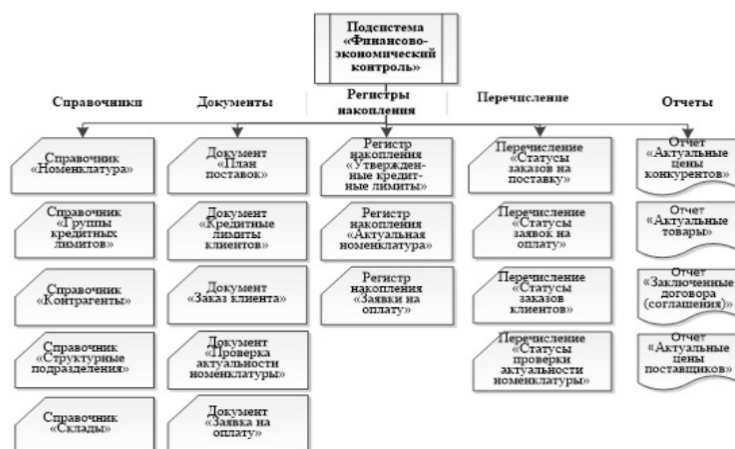 Подсистема
«Финансово-
экономический
контроль»
Справочники
Документы
Регистры
накопления
Перечисление
Отчеты
Справочник
«Номенклатура»
Справочник
«Группы
кредитных
лимитов»
Справочник
«Контрагенты»
Справочник
«Структурные
подразделения»
Справочник
«Склады»
Документ
«План
поставок»
Документ
«Кредитные
лимиты
клиентов»
Документ
«Заказ клиента»
Документ
«Проверка
актуальности
номенклатуры»
Документ
«Заявка на
оплату»
Регистр
накопления
«Утвержден-
ные кредит-
ные лимиты»
Регистр
накопления
«Актуальная
номенклатура»
Регистр
накопления
«Заявки на
оплату»
Перечисление
«Статусы
заказов на
поставку»
Перечисление
«Статусы
заявок на
оплату»
Перечисление
«Статусы
заказов
клиентов»
Перечисление
«Статусы
проверки
актуальности
номенклатуры»
Отчет
«Актуальные
цены
конкурентов»
Отчет
«Актуальные
товары»
Отчет
«Заключенные
договора
(соглашения)»
Отчет
«Актуальные
цены
поставщиков»